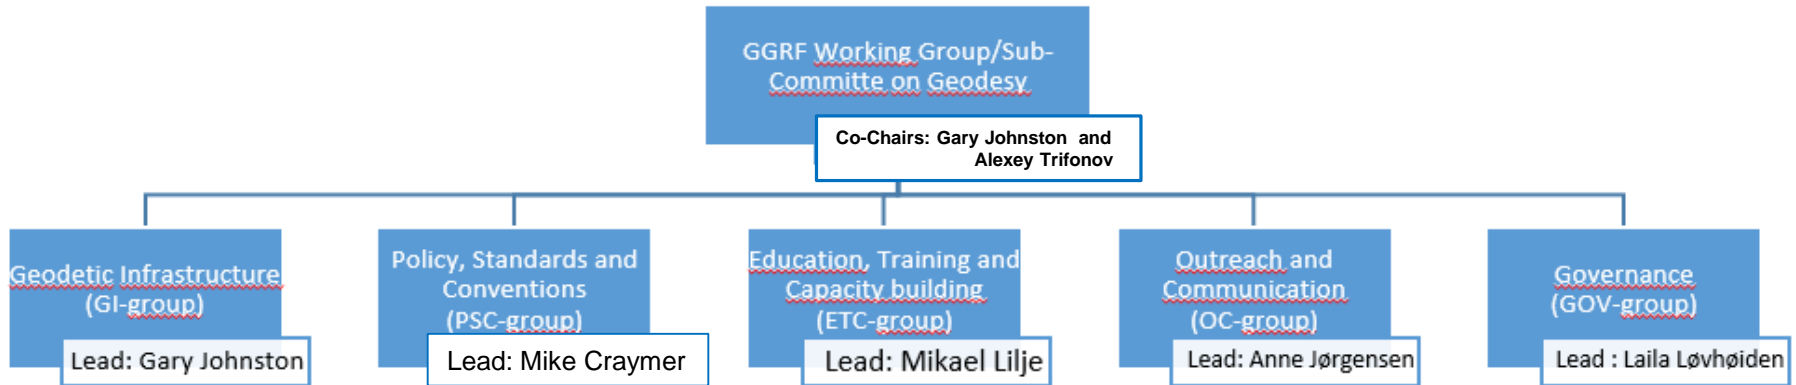 GGRF Working Group/Sub-
Committe on Geodesy
Co-Chairs: Gary Johnston and
Alexey Trifonov
Geodetic Infrastructure
(GI-group)
Lead: Gary Johnston
Policy, Standards and
Conventions
(PSC-group)
Lead: Mike Craymer
Education, Training and
Capacity building
(ETC-group)
Lead: Mikael Lilje
Outreach and
Communication
(OC-group)
Lead: Anne Jørgensen
Governance
(GOV-group)
Lead : Laila Løvhøiden